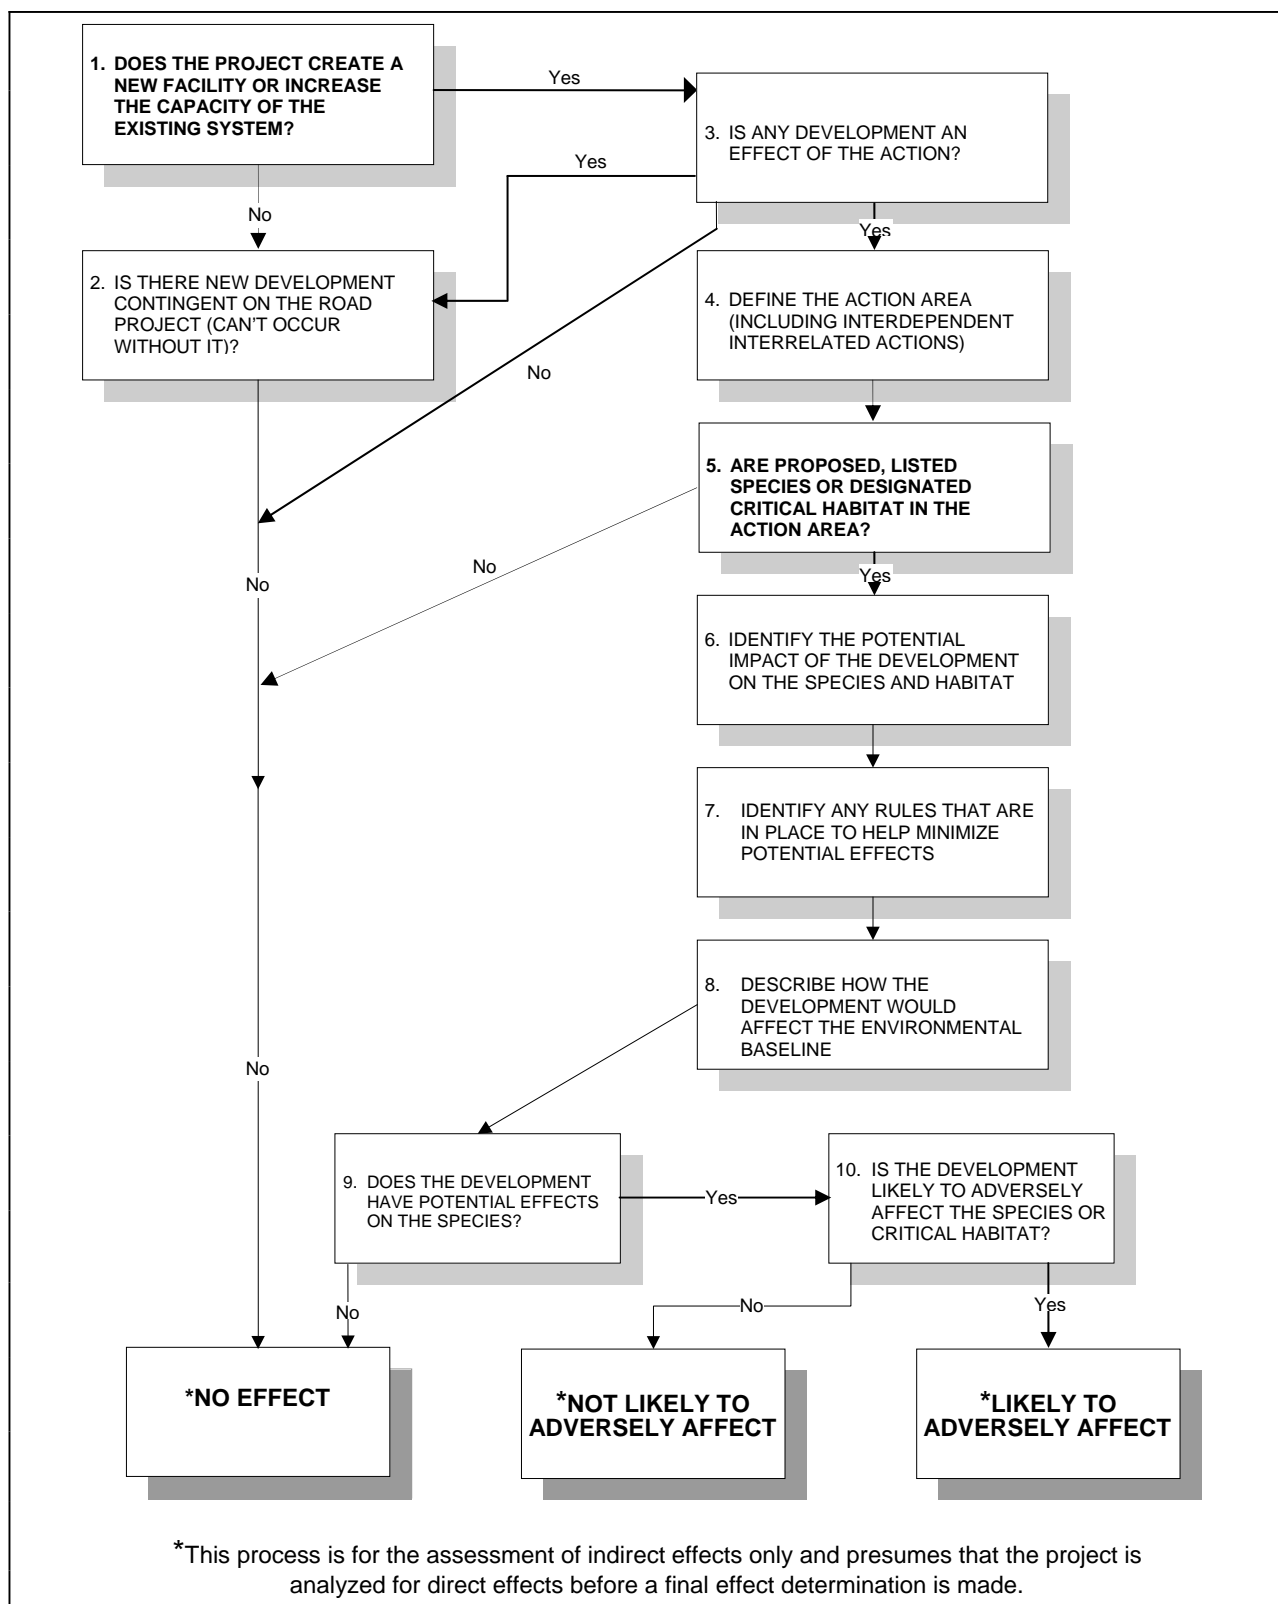 1. DOES THE PROJECT CREATE A
NEW FACILITY OR INCREASE
THE CAPACITY OF THE
EXISTING SYSTEM?
Yes
3. IS ANY DEVELOPMENT AN
EFFECT OF THE ACTION?
Yes
No
Yes
2. IS THERE NEW DEVELOPMENT
CONTINGENT ON THE ROAD
PROJECT (CAN'T OCCUR
WITHOUT IT)?
4. DEFINE THE ACTION AREA
(INCLUDING INTERDEPENDENT
INTERRELATED ACTIONS)
No
5. ARE PROPOSED, LISTED
SPECIES OR DESIGNATED
CRITICAL HABITAT IN THE
ACTION AREA?
No
No
Yes
6. IDENTIFY THE POTENTIAL
IMPACT OF THE DEVELOPMENT
ON THE SPECIES AND HABITAT
7. IDENTIFY ANY RULES THAT ARE
IN PLACE TO HELP MINIMIZE
POTENTIAL EFFECTS
8. DESCRIBE HOW THE
DEVELOPMENT WOULD
AFFECT THE ENVIRONMENTAL
BASELINE
No
9. DOES THE DEVELOPMENT
HAVE POTENTIAL EFFECTS
ON THE SPECIES?
Yes
10. IS THE DEVELOPMENT
LIKELY TO ADVERSELY
AFFECT THE SPECIES OR
CRITICAL HABITAT?
No
No
Yes
*NO EFFECT
*NOT LIKELY TO
ADVERSELY AFFECT
*LIKELY TO
ADVERSELY AFFECT
*This process is for the assessment of indirect effects only and presumes that the project is
analyzed for direct effects before a final effect determination is made.